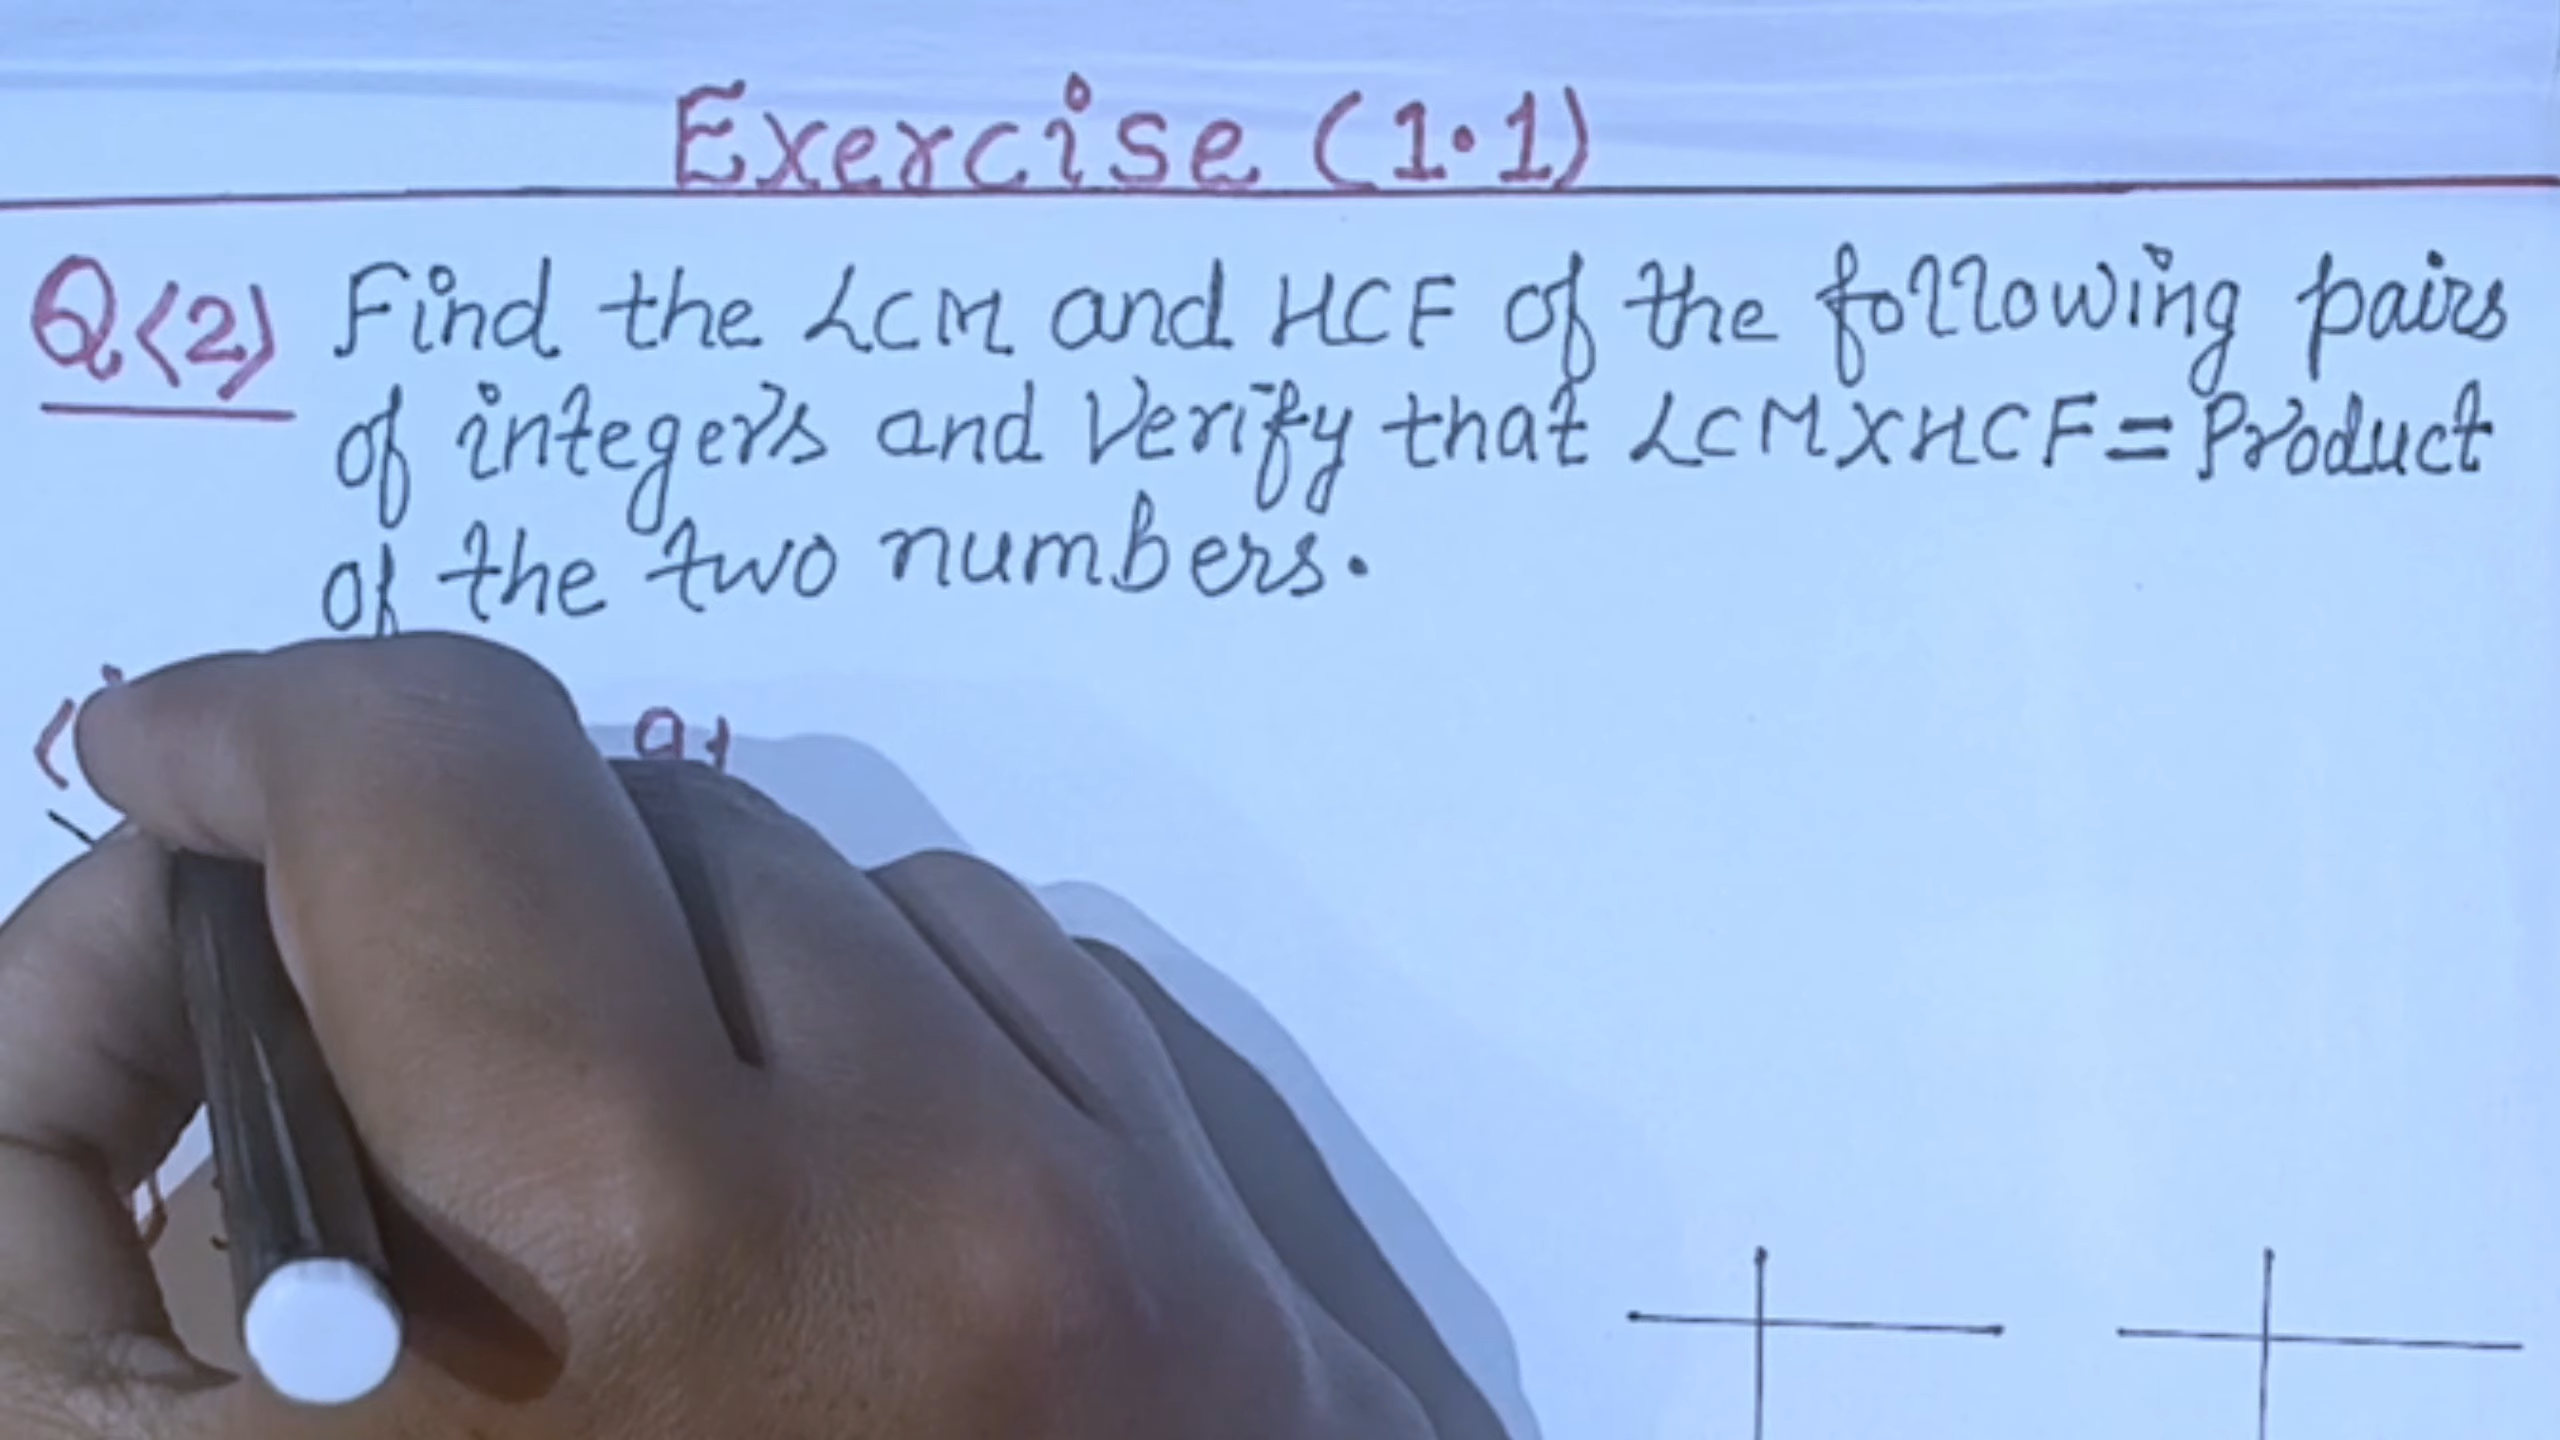 Exercise (1.1)
Q(2) Find the LCM and HCF of the following pairs
of integers and Verify that LCM×HCF=Product
of the two numbers.
( 91